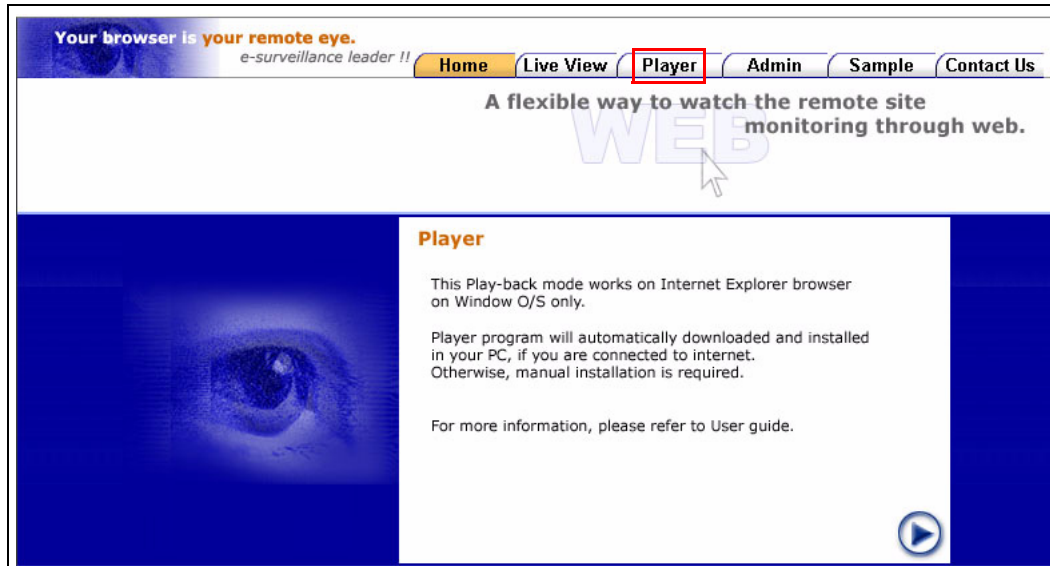 Your browser is your remote eye.
e-surveillance leader !!
Home Live View Player Admin Sample Contact Us
A flexible way to watch the remote site
monitoring through web.
WEB
Player
This Play-back mode works on Internet Explorer browser
on Window O/S only.
Player program will automatically downloaded and installed
in your PC, if you are connected to internet.
Otherwise, manual installation is required.
For more information, please refer to User guide.